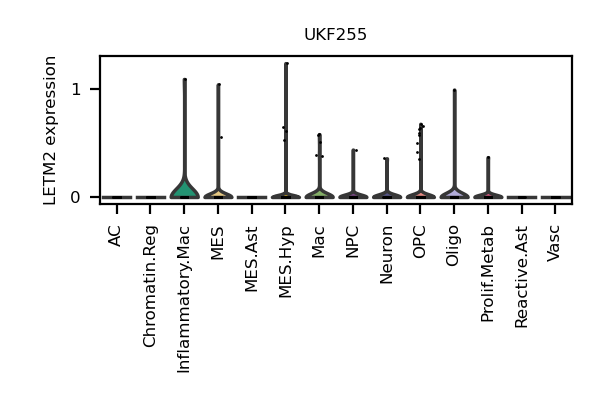 UKF255
LETM2 expression
1
0
AC
Chromatin.Reg
Inflammatory.Mac
MES
MES.Ast
MES.Hyp
Mac
NPC
Neuron
OPC
Oligo
Prolif.Metab
Reactive.Ast
Vasc